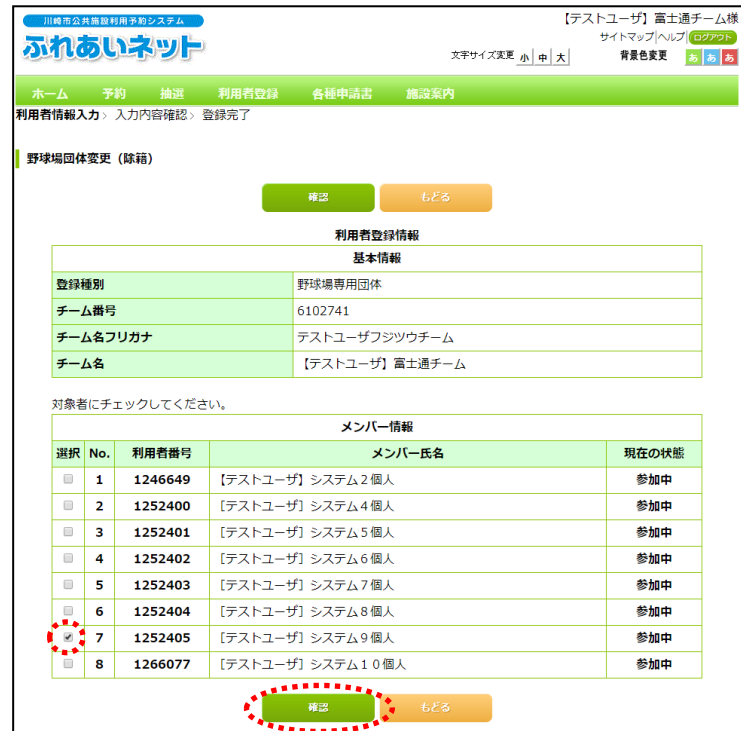 川崎市公共施設利用予約システム
ふれあいネット
【テストユーザ】富士通チーム様
サイトマップ|ヘルプ|ログアウト
文字サイズ変更 小 中 大 背景色変更 あ あ あ
ホーム 予約 抽選 利用者登録 各種申請書 施設案内
利用者情報入力> 入力内容確認> 登録完了
野球場団体変更（除籍）
確認 もどる
利用者登録情報
基本情報
登録種別 野球場専用団体
チーム番号 6102741
チーム名フリガナ テストユーザフジツウチーム
チーム名 【テストユーザ】富士通チーム
対象者にチェックしてください。
メンバー情報
選択 No. 利用者番号 メンバー氏名 現在の状態
1 1246649 【テストユーザ】システム２個人 参加中
2 1252400 ［テストユーザ］システム４個人 参加中
3 1252401 ［テストユーザ］システム５個人 参加中
4 1252402 ［テストユーザ］システム６個人 参加中
5 1252403 ［テストユーザ］システム７個人 参加中
6 1252404 ［テストユーザ］システム８個人 参加中
7 1252405 ［テストユーザ］システム９個人 参加中
8 1266077 ［テストユーザ］システム１０個人 参加中
確認 もどる